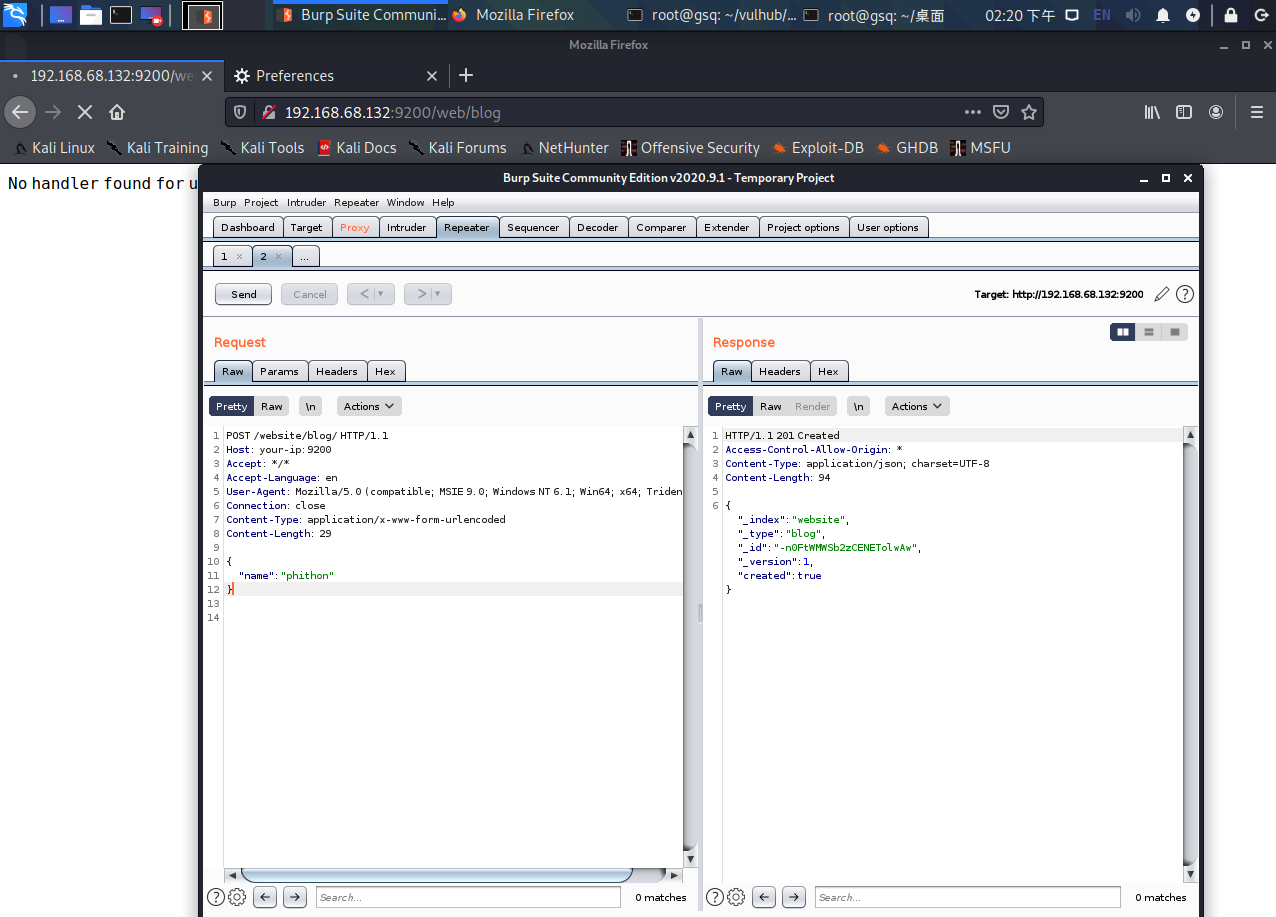 Burp Suite Communi...
Mozilla Firefox
root@gsq: ~/vulhub/...
root@gsq: ~/桌面
02:20 下午
EN
Mozilla Firefox
192.168.68.132:9200/we
Preferences
192.168.68.132:9200/web/blog
Kali Linux
Kali Training
Kali Tools
Kali Docs
Kali Forums
NetHunter
Offensive Security
Exploit-DB
GHDB
MSFU
No handler found for u
Burp Suite Community Edition v2020.9.1 - Temporary Project
Burp Project Intruder Repeater Window Help
Dashboard Target Proxy Intruder Repeater Sequencer Decoder Comparer Extender Project options User options
1 × 2 × ...
Send Cancel < > Target: http://192.168.68.132:9200
Request
Raw Params Headers Hex
Pretty Raw \n Actions
1 POST /website/blog/ HTTP/1.1
2 Host: your-ip:9200
3 Accept: */*
4 Accept-Language: en
5 User-Agent: Mozilla/5.0 (compatible; MSIE 9.0; Windows NT 6.1; Win64; x64; Triden
6 Connection: close
7 Content-Type: application/x-www-form-urlencoded
8 Content-Length: 29
9
10 {
11 "name":"phithon"
12 }
13
14
Search...
0 matches
Response
Raw Headers Hex
Pretty Raw Render \n Actions
1 HTTP/1.1 201 Created
2 Access-Control-Allow-Origin: *
3 Content-Type: application/json; charset=UTF-8
4 Content-Length: 94
5
6 {
"_index":"website",
"_type":"blog",
"_id":"-n0FtWMWSb2zCENETolwAw",
"_version":1,
"created":true
}
Search...
0 matches